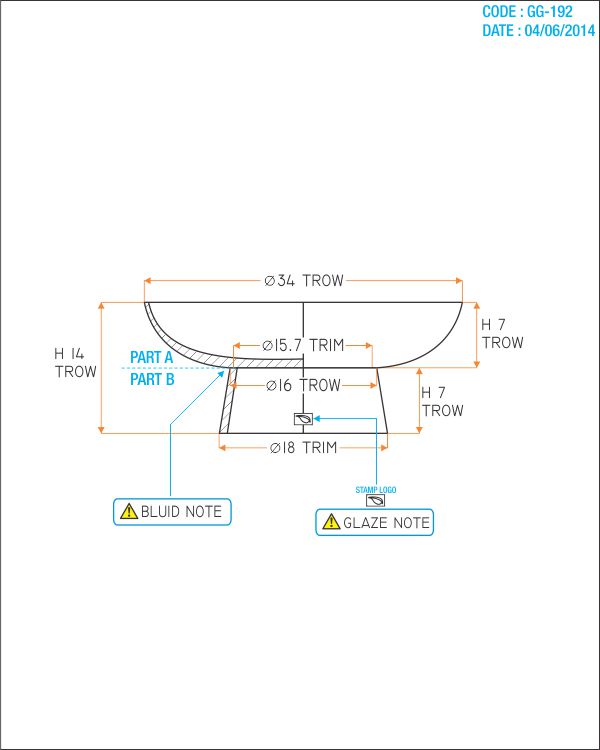 CODE : GG-192
DATE : 04/06/2014
Ø34 TROW
Ø15.7 TRIM
H 7
TROW
H 14
TROW
PART A
PART B
Ø16 TROW
H 7
TROW
Ø18 TRIM
STAMP LOGO
BLUID NOTE
GLAZE NOTE